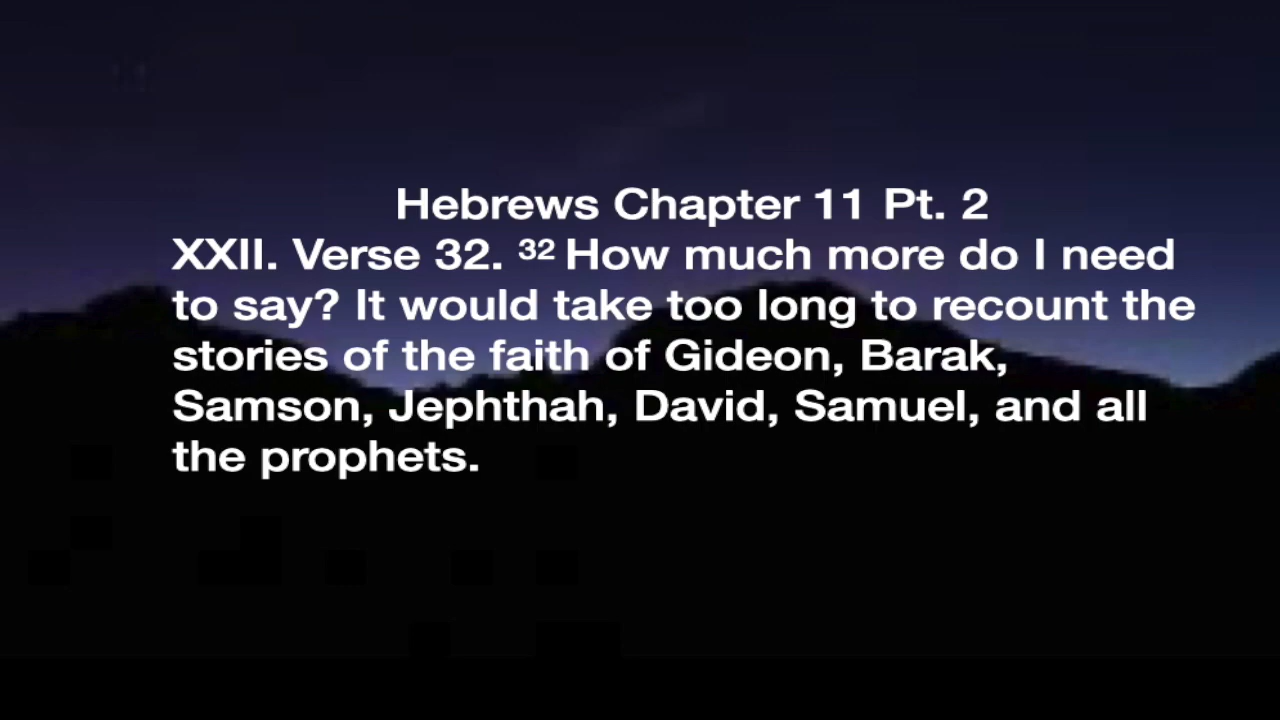 Hebrews Chapter 11 Pt. 2
XXII. Verse 32. ³² How much more do I need
to say? It would take too long to recount the
stories of the faith of Gideon, Barak,
Samson, Jephthah, David, Samuel, and all
the prophets.